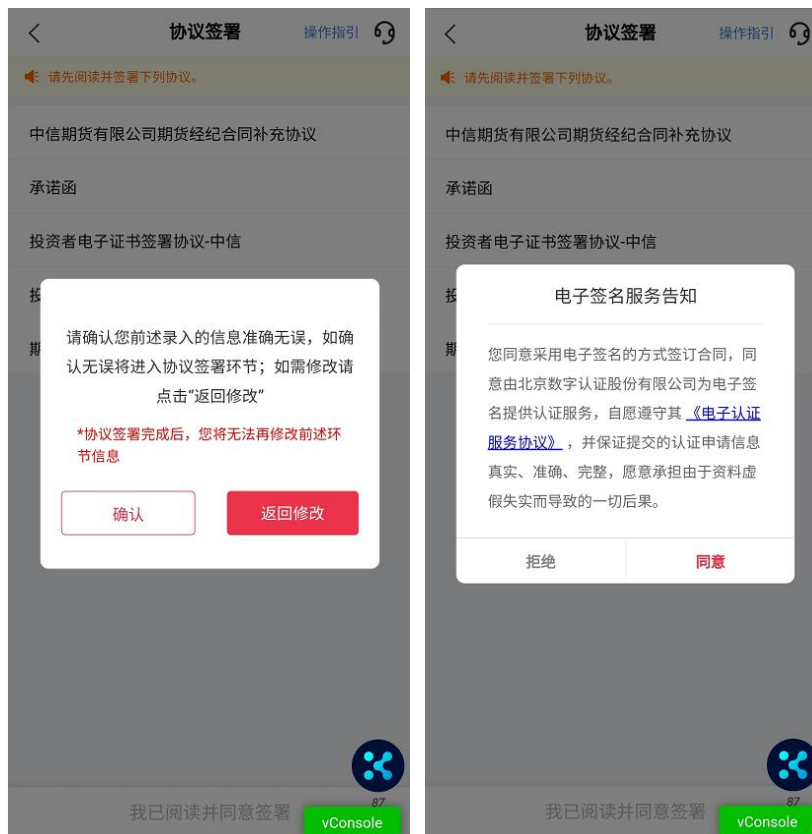 协议签署
操作指引
请先阅读并签署下列协议。
中信期货有限公司期货经纪合同补充协议
承诺函
投资者电子证书签署协议-中信
投
期
请确认您前述录入的信息准确无误，如确
认无误将进入协议签署环节；如需修改请
点击“返回修改”
*协议签署完成后，您将无法再修改前述环
节信息
确认
返回修改
我已阅读并同意签署
87
vConsole
协议签署
操作指引
请先阅读并签署下列协议。
中信期货有限公司期货经纪合同补充协议
承诺函
投资者电子证书签署协议-中信
投
期
电子签名服务告知
您同意采用电子签名的方式签订合同，同
意由北京数字认证股份有限公司为电子签
名提供认证服务，自愿遵守其《电子认证
服务协议》，并保证提交的认证申请信息
真实、准确、完整，愿意承担由于资料虚
假失实而导致的一切后果。
拒绝
同意
我已阅读并同意签署
87
vConsole